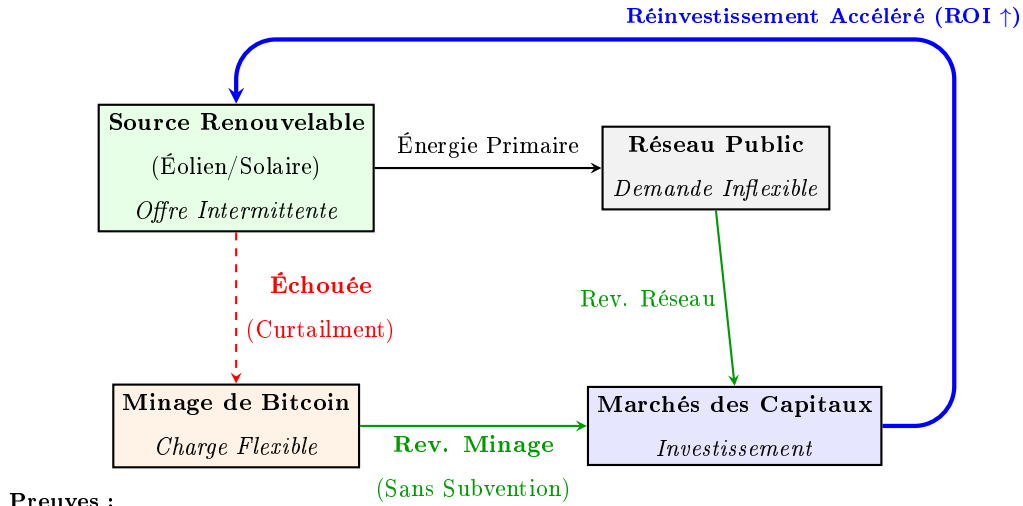 Réinvestissement Accéléré (ROI ↑)
Source Renouvelable
(Éolien/Solaire)
Offre Intermittente
Énergie Primaire
Réseau Public
Demande Inflexible
Échouée
(Curtailment)
Rev. Réseau
Minage de Bitcoin
Charge Flexible
Rev. Minage
(Sans Subvention)
Marchés des Capitaux
Investissement
Preuves :